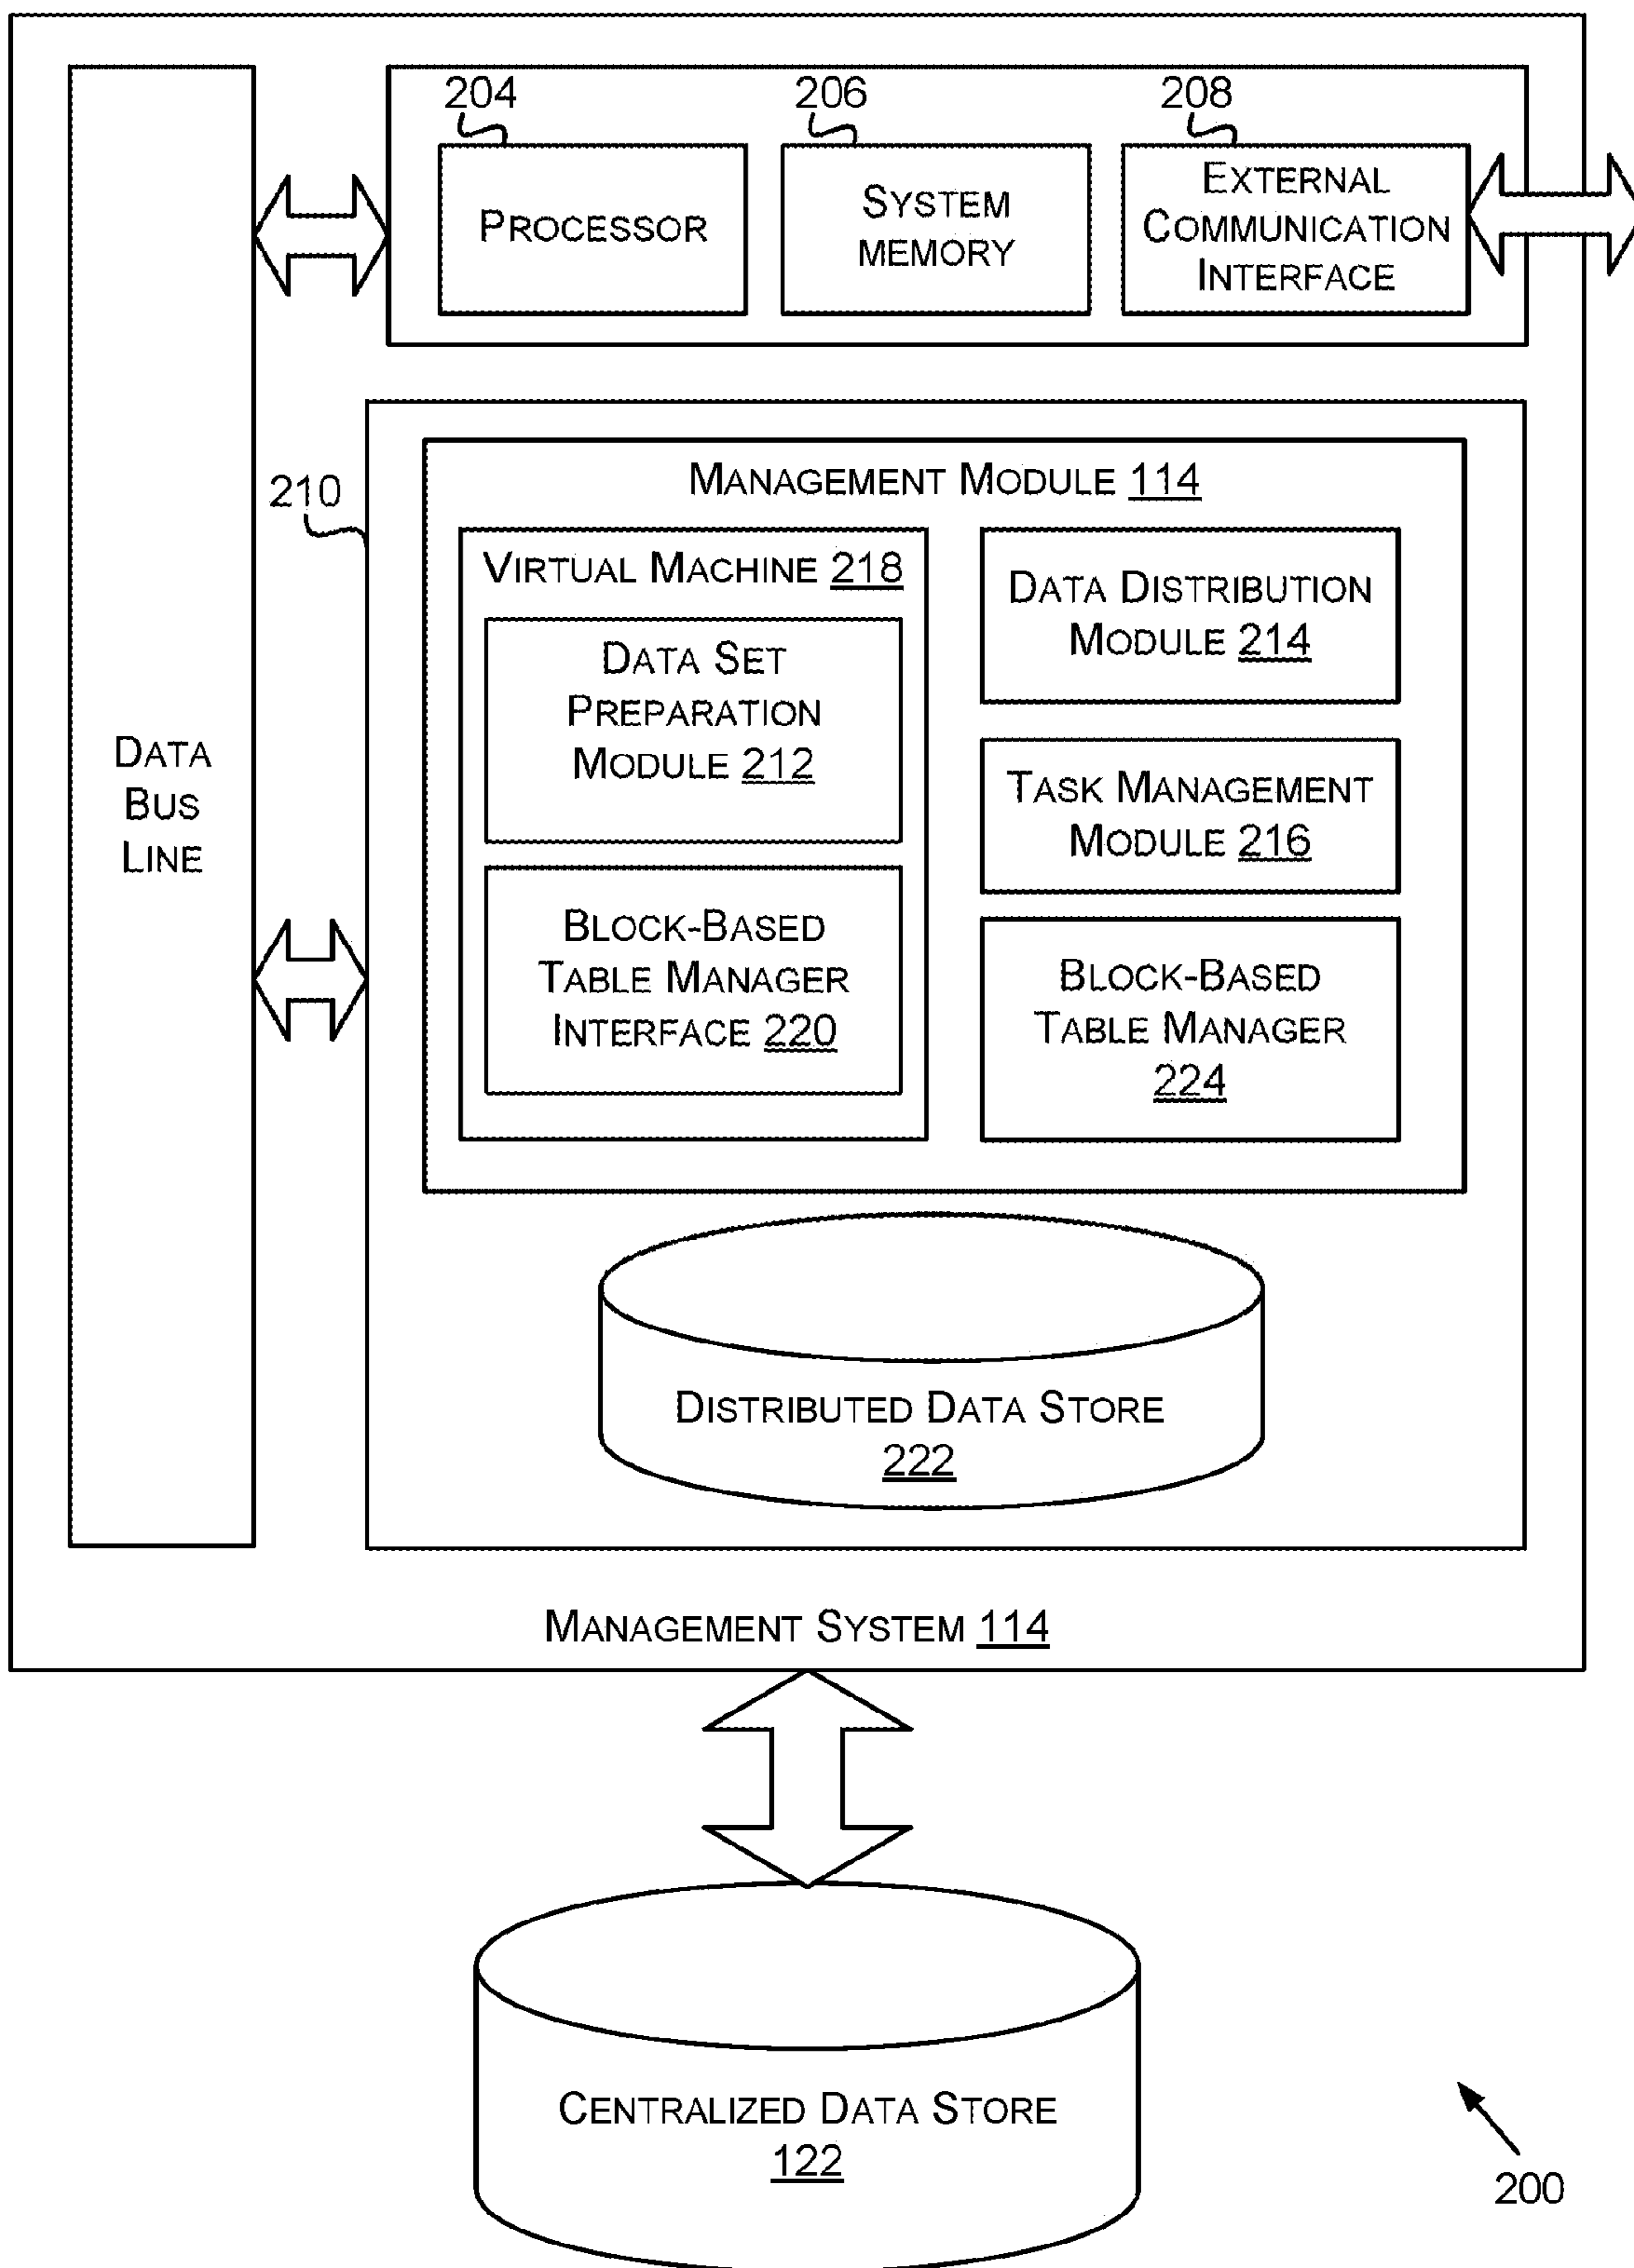 204
206
208
PROCESSOR
SYSTEM
MEMORY
EXTERNAL
COMMUNICATION
INTERFACE
210
MANAGEMENT MODULE 114
VIRTUAL MACHINE 218
DATA SET
PREPARATION
MODULE 212
BLOCK-BASED
TABLE MANAGER
INTERFACE 220
DATA DISTRIBUTION
MODULE 214
TASK MANAGEMENT
MODULE 216
BLOCK-BASED
TABLE MANAGER
224
DATA
BUS
LINE
DISTRIBUTED DATA STORE
222
MANAGEMENT SYSTEM 114
CENTRALIZED DATA STORE
122
200